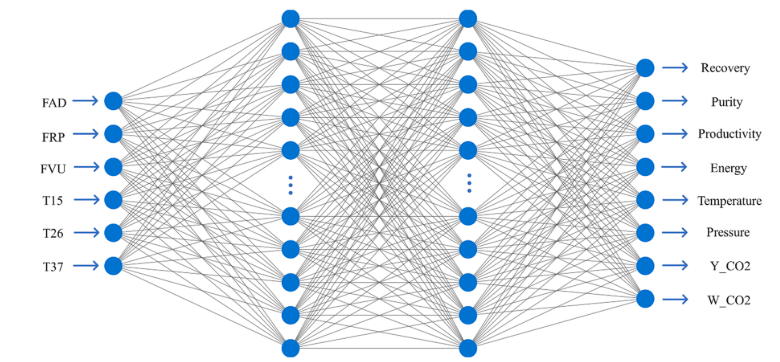 FAD
FRP
FVU
T15
T26
T37
Recovery
Purity
Productivity
Energy
Temperature
Pressure
Y_CO2
W_CO2